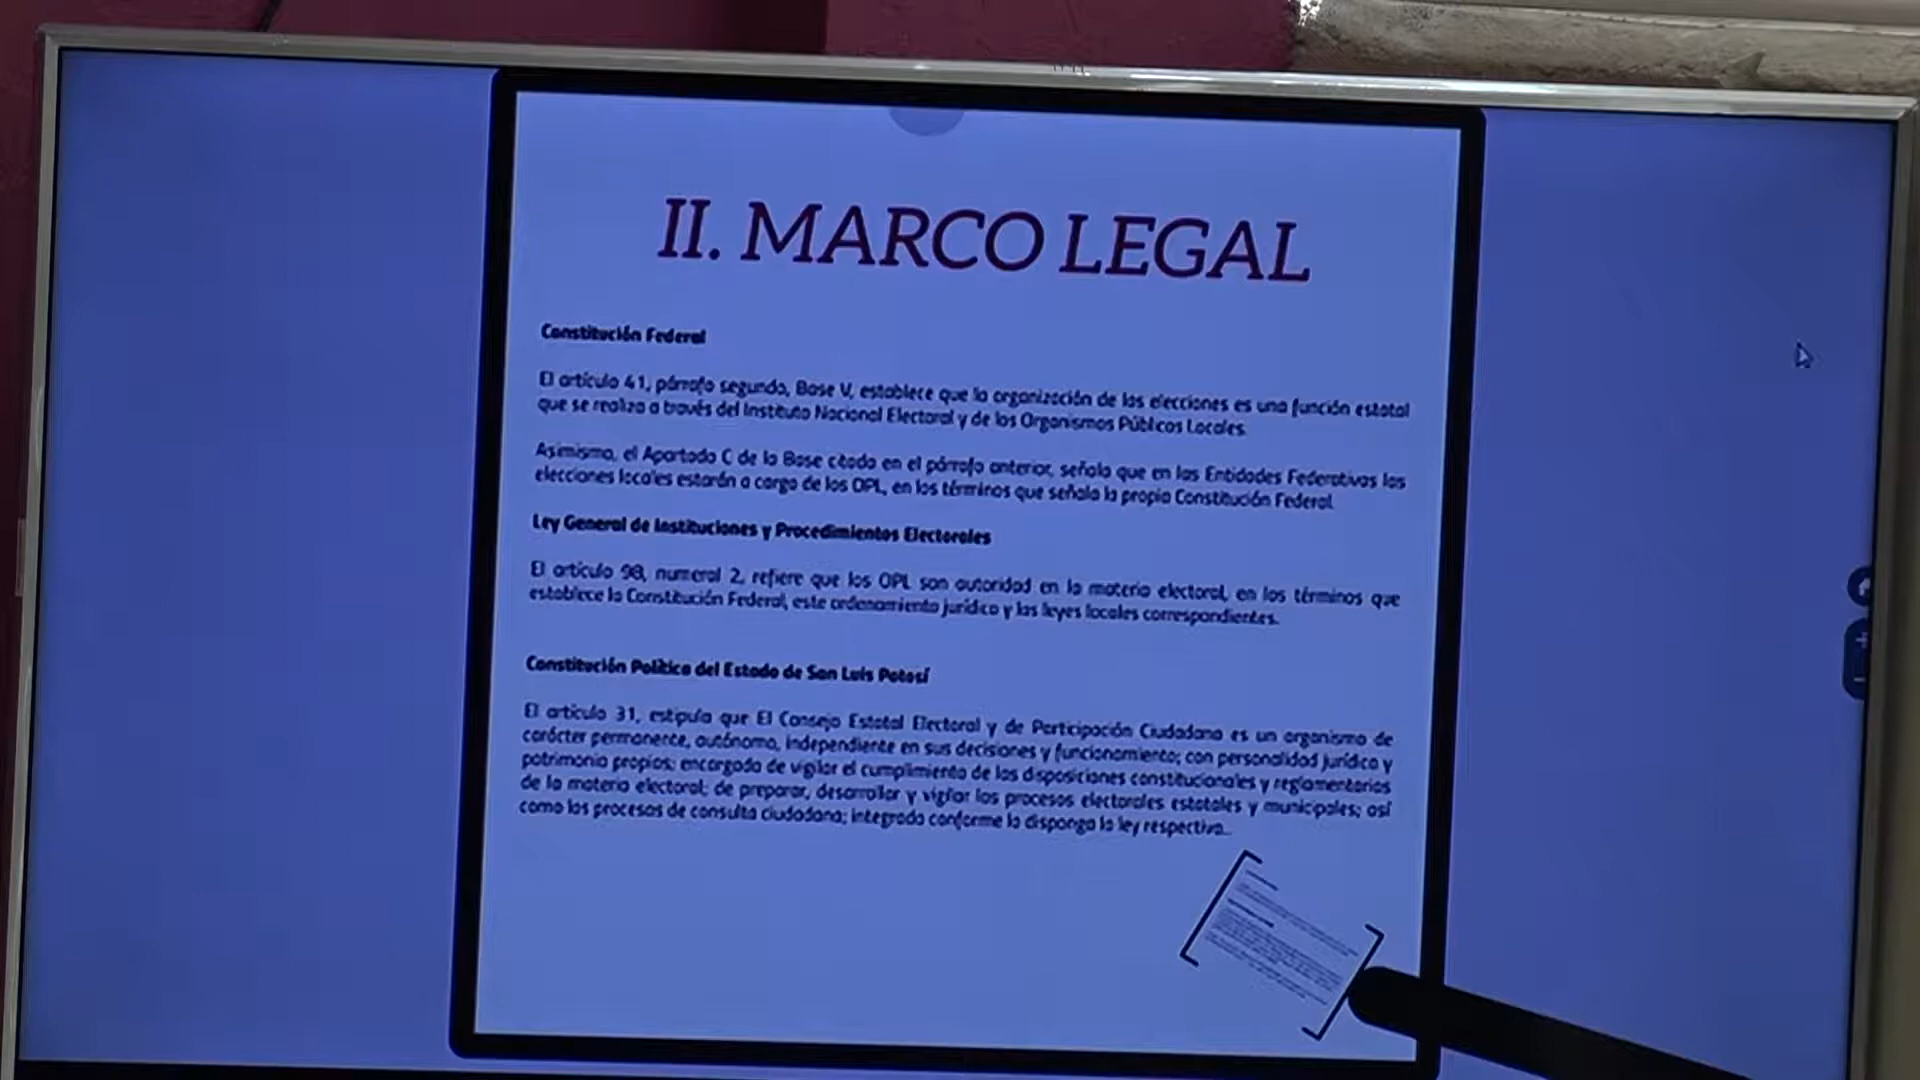 II. MARCO LEGAL
Constitución Federal
El artículo 41, párrafo segundo, Base V, establece que la organización de las elecciones es una función estatal
que se realiza a través del Instituto Nacional Electoral y de los Organismos Públicos Locales.
Asimismo, el Apartado C de la Base citada en el párrafo anterior, señala que en las Entidades Federativas las
elecciones locales estarán a cargo de los OPL, en los términos que señala la propia Constitución Federal.
Ley General de Instituciones y Procedimientos Electorales
El artículo 98, numeral 2, refiere que los OPL son autoridad en la materia electoral, en los términos que
establece la Constitución Federal, este ordenamiento jurídico y las leyes locales correspondientes.
Constitución Política del Estado de San Luis Potosí
El artículo 31, estipula que El Consejo Estatal Electoral y de Participación Ciudadana es un organismo de
carácter permanente, autónomo, independiente en sus decisiones y funcionamiento; con personalidad jurídica y
patrimonio propios; encargado de vigilar el cumplimiento de las disposiciones constitucionales y reglamentarias
de la materia electoral; de preparar, desarrollar y vigilar los procesos electorales estatales y municipales; así
como los procesos de consulta ciudadana; integrado conforme lo disponga la ley respectiva...